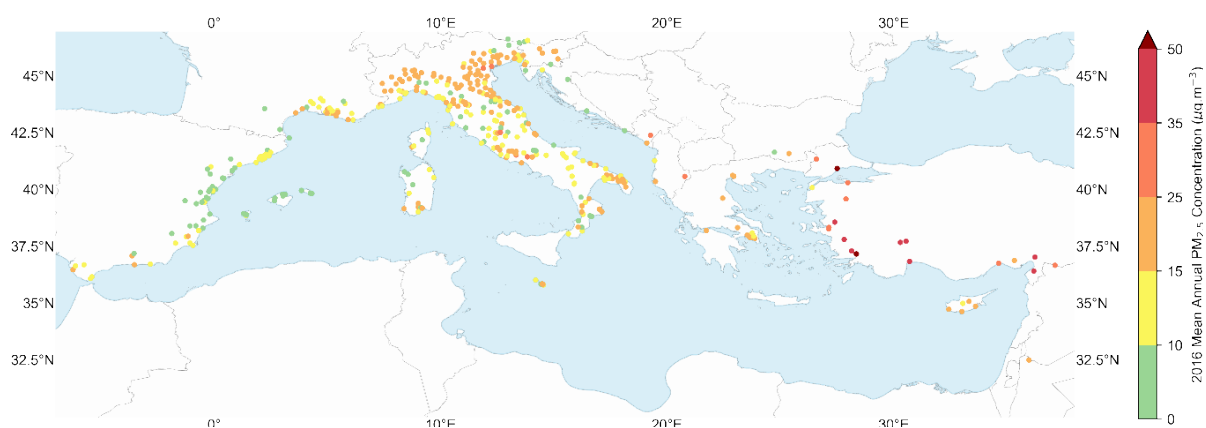 0° 10°E 20°E 30°E
45°N 45°N
42.5°N 42.5°N
40°N 40°N
37.5°N 37.5°N
35°N 35°N
32.5°N 32.5°N
0° 10°E 20°E 30°E
50
35
25
15
10
0
2016 Mean Annual PM2.5 Concentration (μg m−3)